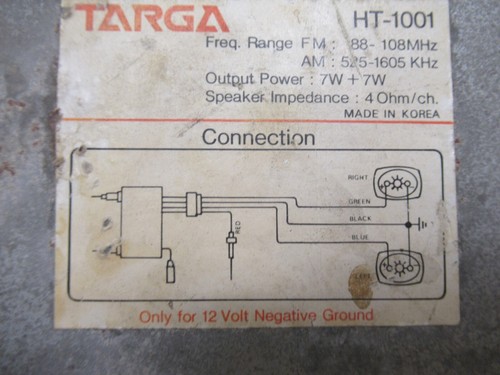 TARGA HT-1001
Freq. Range FM : 88-108MHz
AM : 525-1605 KHz
Output Power : 7W + 7W
Speaker Impedance : 4 Ohm/ch.
MADE IN KOREA
Connection
RIGHT
GREEN
BLACK
RED
BLUE
Only for 12 Volt Negative Ground